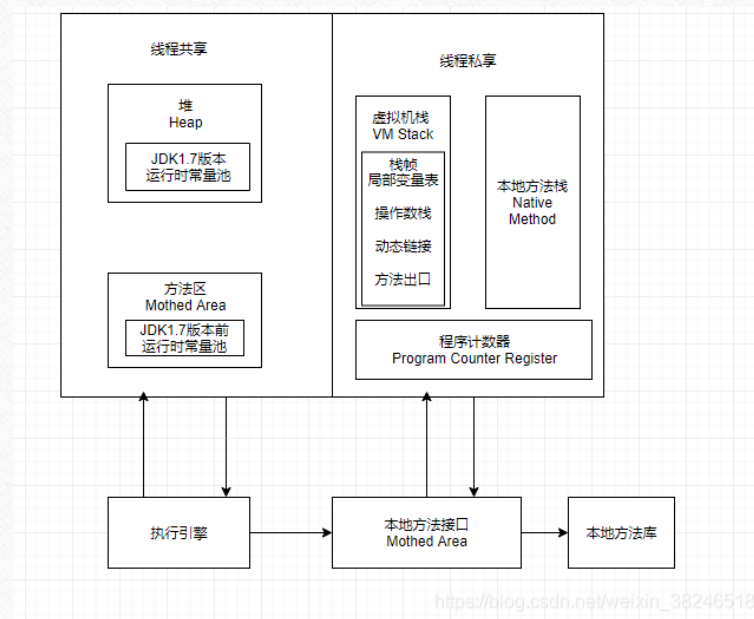 线程共享
堆
Heap
JDK1.7版本
运行时常量池
方法区
Mothed Area
JDK1.7版本前
运行时常量池
线程私享
虚拟机栈
VM Stack
栈帧
局部变量表
操作数栈
动态链接
方法出口
本地方法栈
Native
Method
程序计数器
Program Counter Register
执行引擎
本地方法接口
Mothed Area
本地方法库
https://blog.csdn.net/weixin_38246518